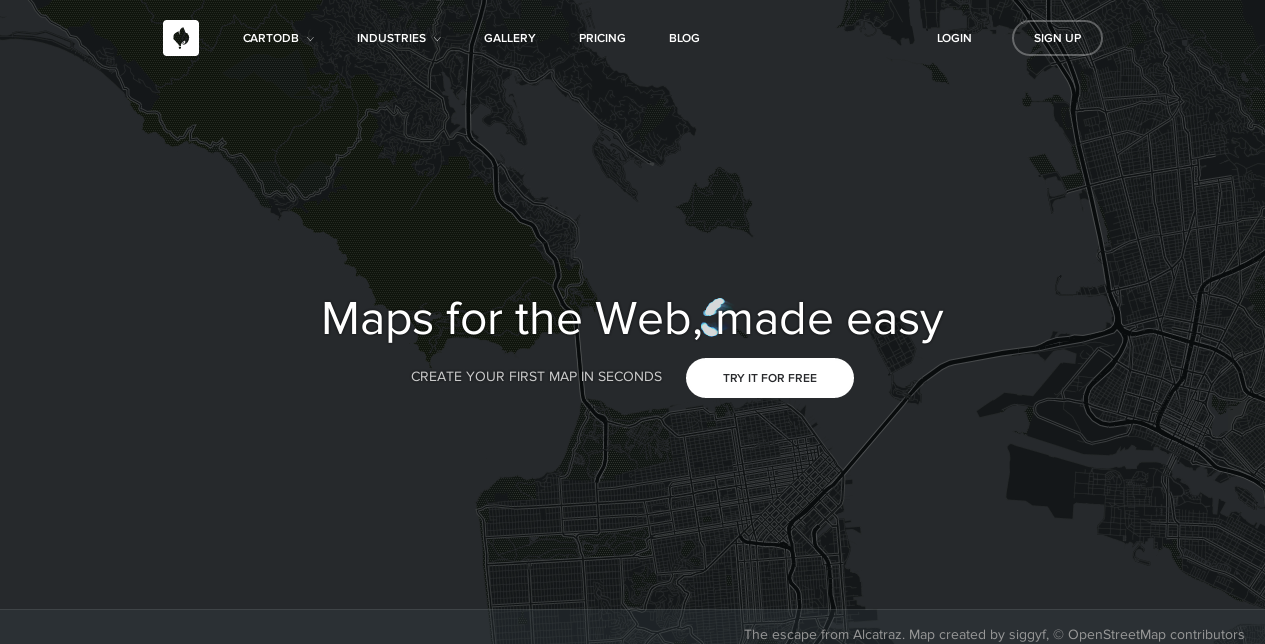 CARTODB INDUSTRIES GALLERY PRICING BLOG LOGIN SIGN UP
Maps for the Web, made easy
CREATE YOUR FIRST MAP IN SECONDS TRY IT FOR FREE
The escape from Alcatraz. Map created by siggyf, © OpenStreetMap contributors